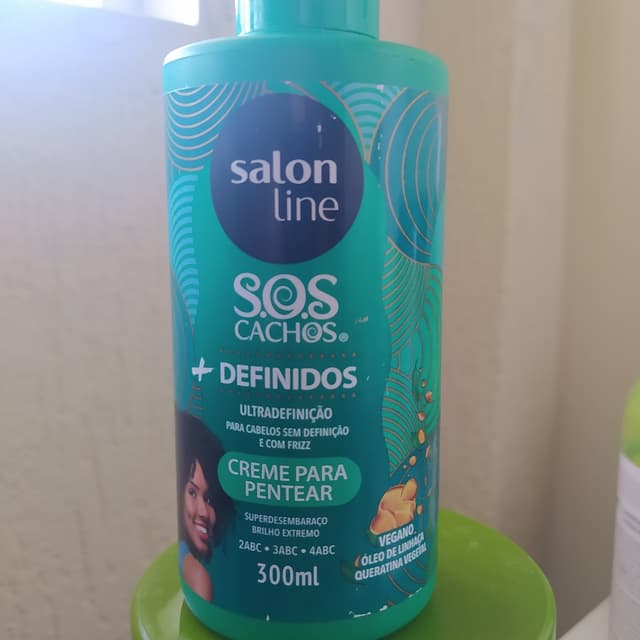 salon
line
S.O.S
CACHOS®
+ DEFINIDOS
ULTRADEFINIÇÃO
PARA CABELOS SEM DEFINIÇÃO
E COM FRIZZ
CREME PARA
PENTEAR
SUPERDESEMBARAÇO
BRILHO EXTREMO
2ABC • 3ABC • 4ABC
300ml
VEGANO
ÓLEO DE LINHAÇA
QUERATINA VEGETAL